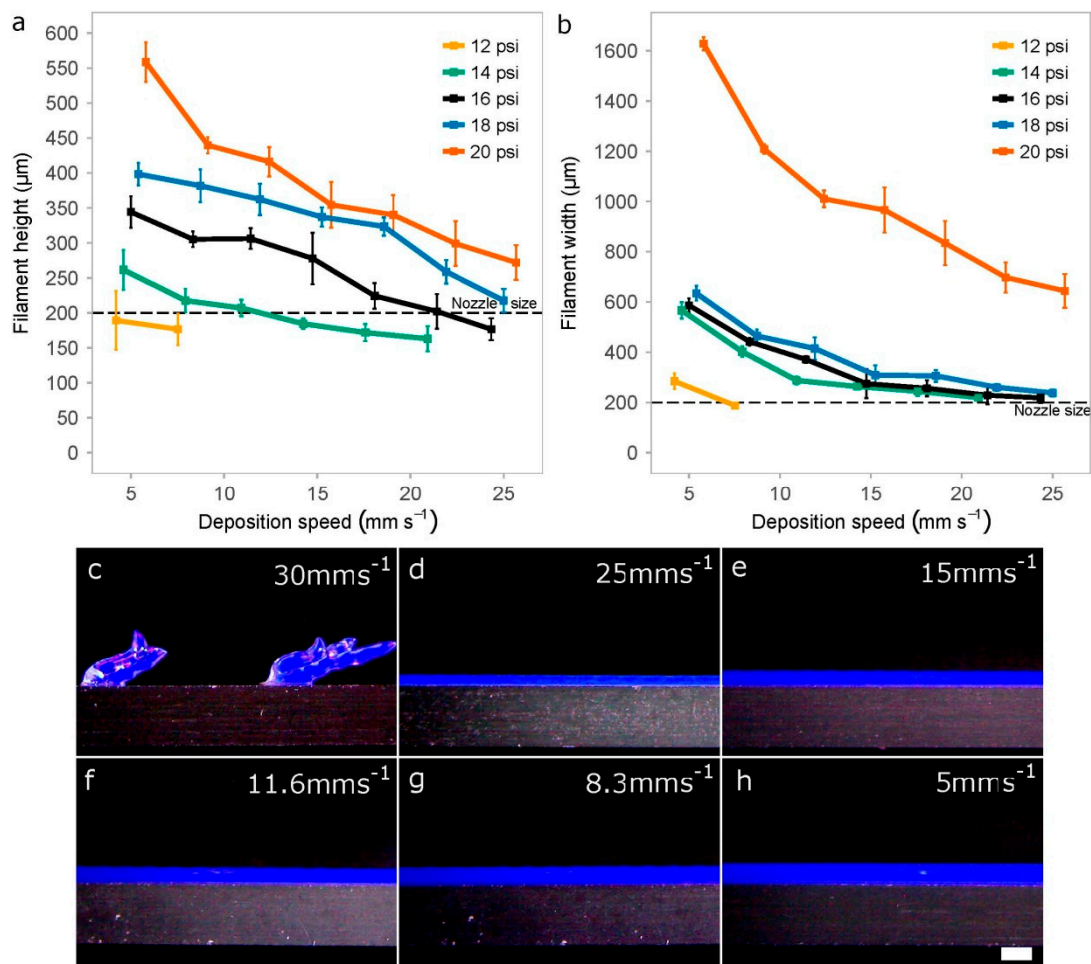 a
600
550
500
450
400
350
300
250
200
150
100
50
0
Filament height (µm)
12 psi
14 psi
16 psi
18 psi
20 psi
Nozzle size
5
10
15
20
25
Deposition speed (mm s⁻¹)
b
1600
1400
1200
1000
800
600
400
200
0
Filament width (µm)
12 psi
14 psi
16 psi
18 psi
20 psi
Nozzle size
5
10
15
20
25
Deposition speed (mm s⁻¹)
c
30mms⁻¹
d
25mms⁻¹
e
15mms⁻¹
f
11.6mms⁻¹
g
8.3mms⁻¹
h
5mms⁻¹